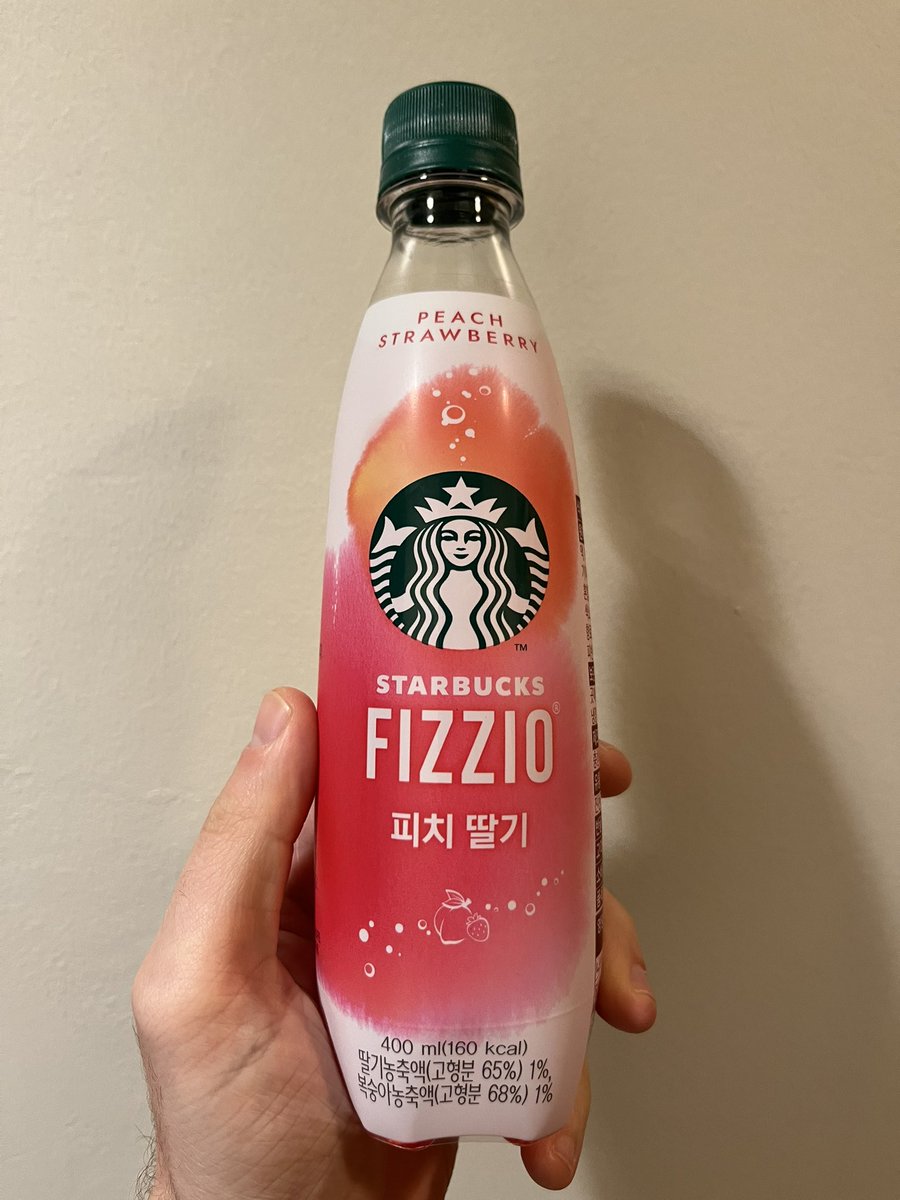 PEACH
STRAWBERRY
TM
STARBUCKS
FIZZIO®
피치 딸기
400 ml(160 kcal)
딸기농축액(고형분 65%) 1%,
복숭아농축액(고형분 68%) 1%